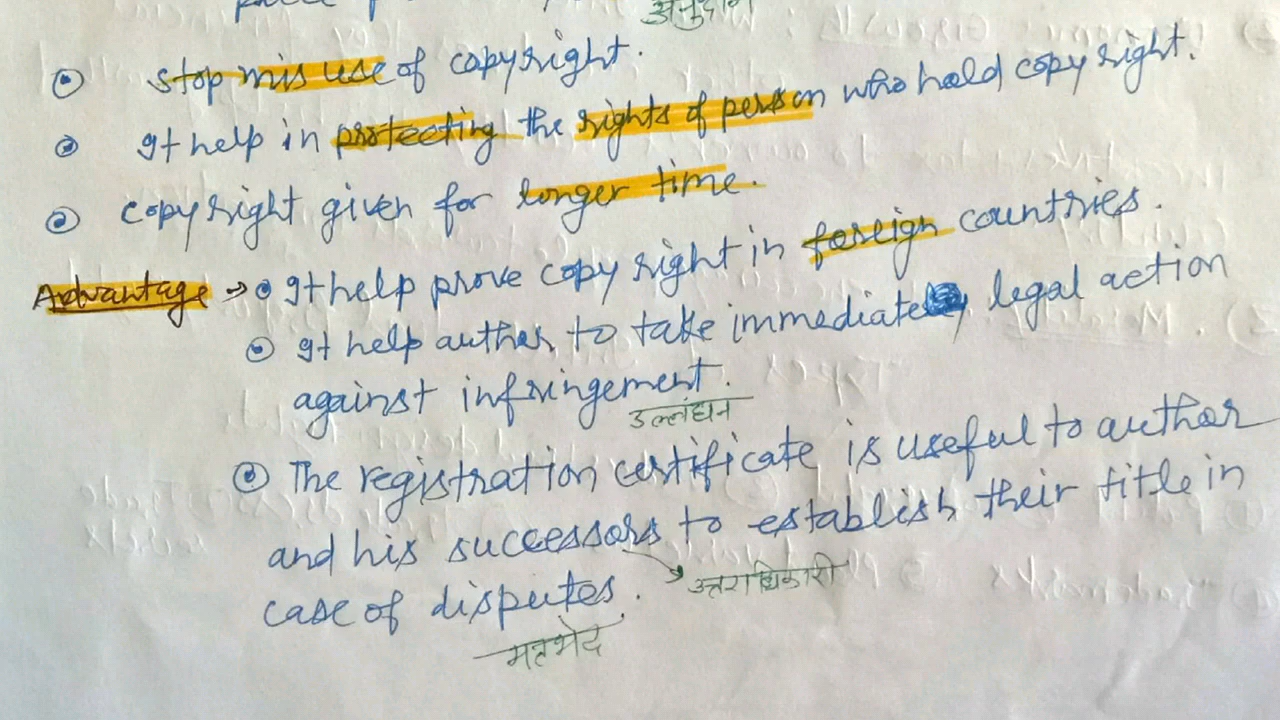 अनुदान
stop mis use of copyright.
It help in protecting the rights of person who hold copy right.
copyright given for longer time.
Advantage → It help prove copy right in foreign countries.
It help author to take immediately legal action
against infringement.
उल्लंघन
The registration certificate is useful to author
and his successors to establish their title in
उत्तराधिकारी
case of disputes.
मतभेद